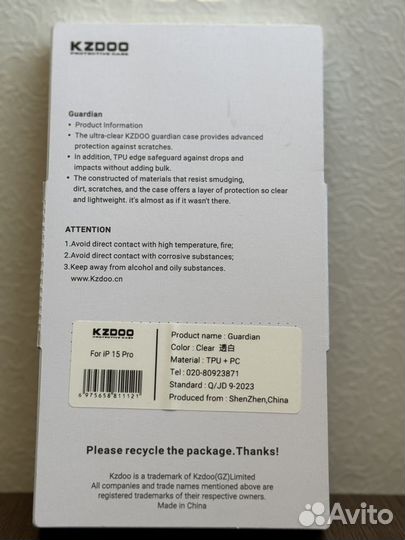 KZDOO
PROTECTIVE CASE
Guardian
• Product Information
• The ultra-clear KZDOO guardian case provides advanced
protection against scratches.
• In addition, TPU edge safeguard against drops and
impacts without adding bulk.
• The constructed of materials that resist smudging,
dirt, scratches, and the case offers a layer of protection so clear
and lightweight. it's almost as if it wasn't there.
ATTENTION
1.Avoid direct contact with high temperature, fire;
2.Avoid direct contact with corrosive substances;
3.Keep away from alcohol and oily substances.
www.Kzdoo.cn
KZDOO
PROTECTIVE CASE
For iP 15 Pro
6 975658 811121
Product name : Guardian
Color : Clear 透白
Material : TPU + PC
Tel : 020-80923871
Standard : Q/JD 9-2023
Produced from : ShenZhen,China
Please recycle the package.Thanks!
Kzdoo is a trademark of Kzdoo(GZ)Limited
All companies and trade names mentioned above are
registered trademarks of their respective owners.
Made in China
Avito